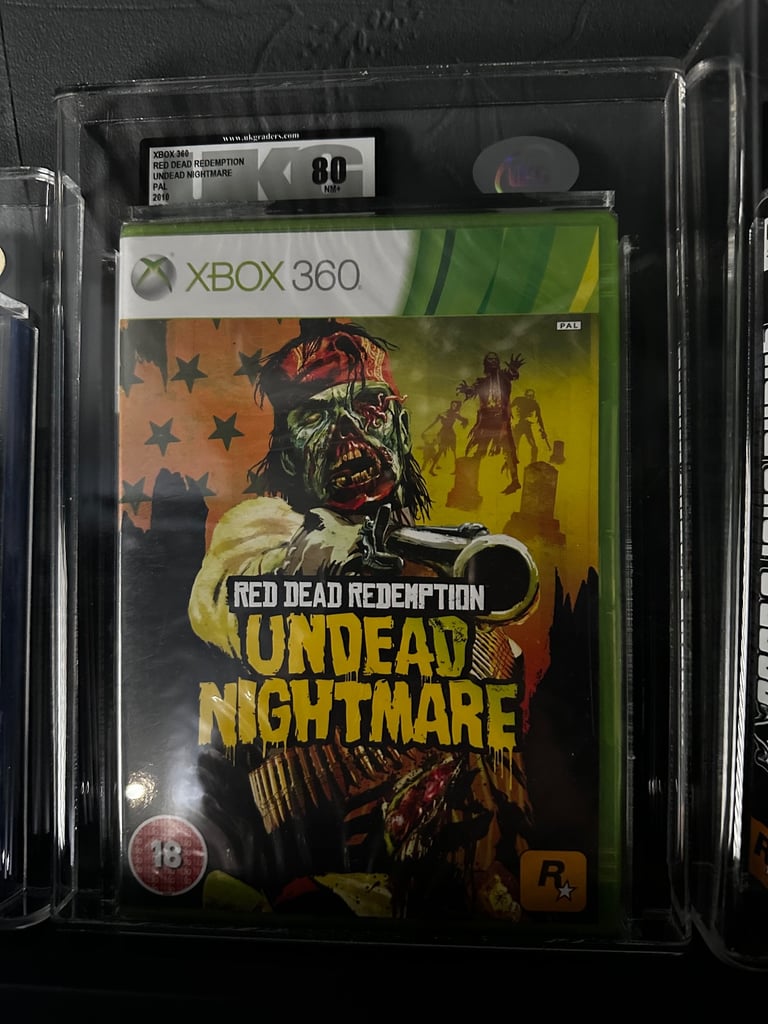 www.ukgraders.com
XBOX 360
RED DEAD REDEMPTION
UNDEAD NIGHTMARE
PAL
2010
UKG
80
NM+
UKG
XBOX 360
PAL
RED DEAD REDEMPTION
UNDEAD
NIGHTMARE
18
R
R